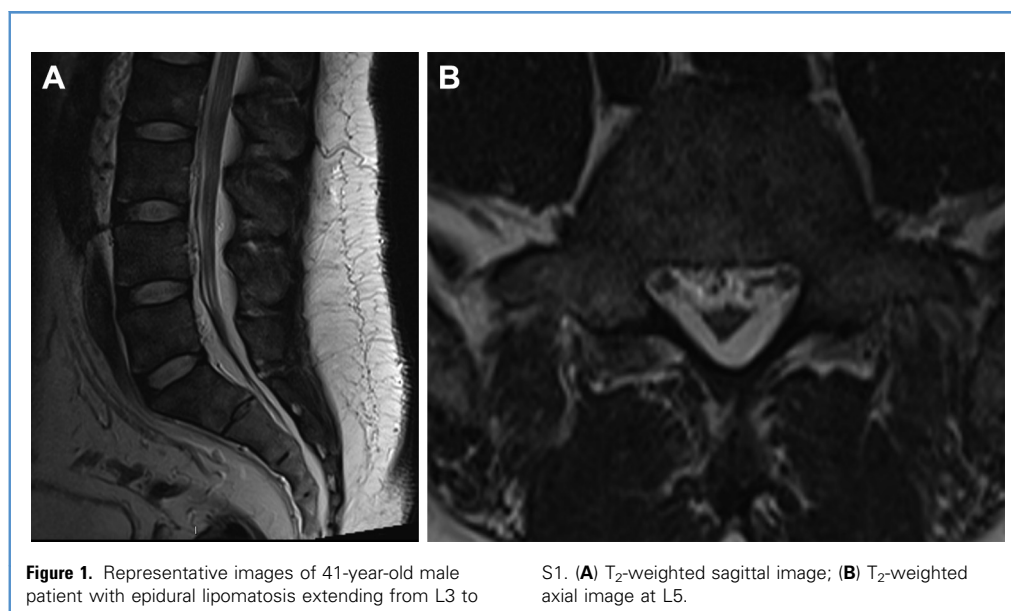 A
B
Figure 1. Representative images of 41-year-old male
patient with epidural lipomatosis extending from L3 to
S1. (A) T₂-weighted sagittal image; (B) T₂-weighted
axial image at L5.